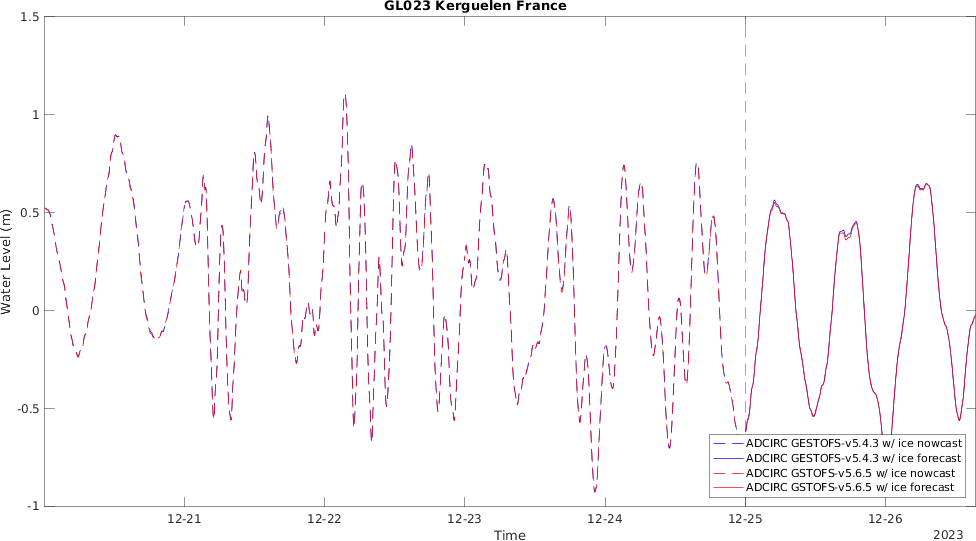 GL023 Kerguelen France
1.5
1
0.5
0
-0.5
-1
Water Level (m)
12-21
12-22
12-23
12-24
12-25
12-26
Time
2023
ADCIRC GESTOFS-v5.4.3 w/ ice nowcast
ADCIRC GESTOFS-v5.4.3 w/ ice forecast
ADCIRC GSTOFS-v5.6.5 w/ ice nowcast
ADCIRC GSTOFS-v5.6.5 w/ ice forecast